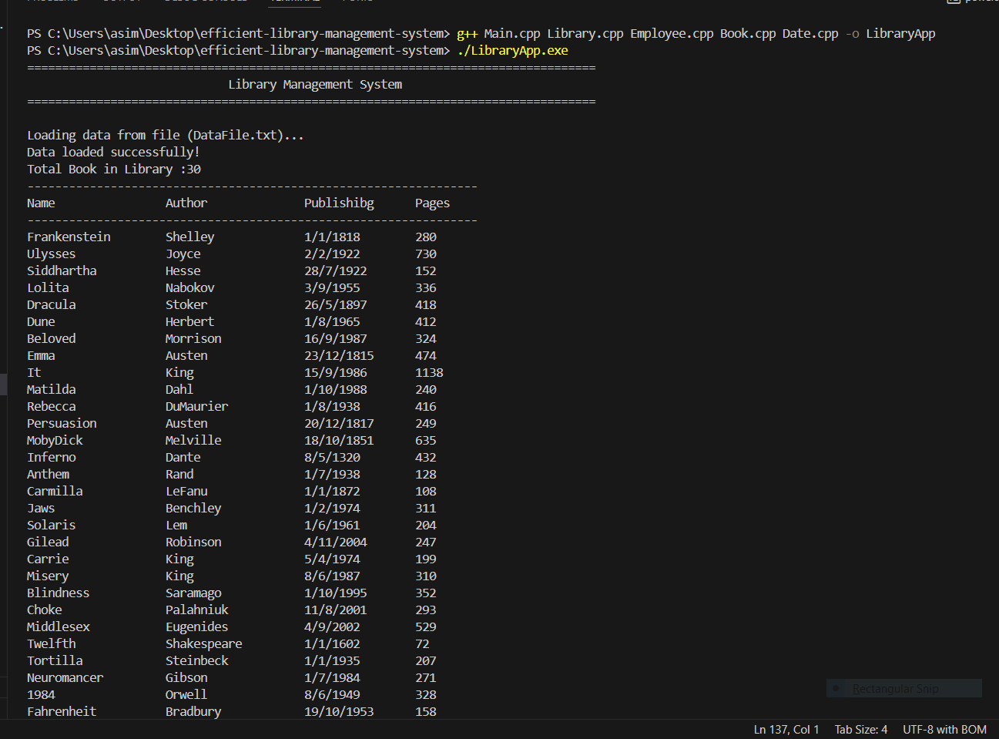 PS C:\Users\asim\Desktop\efficient-library-management-system> g++ Main.cpp Library.cpp Employee.cpp Book.cpp Date.cpp -o LibraryApp
PS C:\Users\asim\Desktop\efficient-library-management-system> ./LibraryApp.exe
==================================================================================
Library Management System
==================================================================================
Loading data from file (DataFile.txt)...
Data loaded successfully!
Total Book in Library :30
-----------------------------------------------------------------
Name Author Publishibg Pages
-----------------------------------------------------------------
Frankenstein Shelley 1/1/1818 280
Ulysses Joyce 2/2/1922 730
Siddhartha Hesse 28/7/1922 152
Lolita Nabokov 3/9/1955 336
Dracula Stoker 26/5/1897 418
Dune Herbert 1/8/1965 412
Beloved Morrison 16/9/1987 324
Emma Austen 23/12/1815 474
It King 15/9/1986 1138
Matilda Dahl 1/10/1988 240
Rebecca DuMaurier 1/8/1938 416
Persuasion Austen 20/12/1817 249
MobyDick Melville 18/10/1851 635
Inferno Dante 8/5/1320 432
Anthem Rand 1/7/1938 128
Carmilla LeFanu 1/1/1872 108
Jaws Benchley 1/2/1974 311
Solaris Lem 1/6/1961 204
Gilead Robinson 4/11/2004 247
Carrie King 5/4/1974 199
Misery King 8/6/1987 310
Blindness Saramago 1/10/1995 352
Choke Palahniuk 11/8/2001 293
Middlesex Eugenides 4/9/2002 529
Twelfth Shakespeare 1/1/1602 72
Tortilla Steinbeck 1/1/1935 207
Neuromancer Gibson 1/7/1984 271
1984 Orwell 8/6/1949 328
Fahrenheit Bradbury 19/10/1953 158
Rectangular Snip
Ln 137, Col 1 Tab Size: 4 UTF-8 with BOM